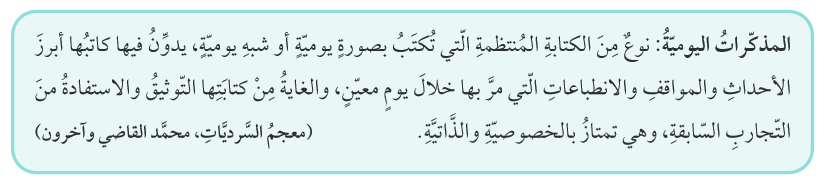 المذكّراتُ اليوميّةُ: نوعٌ مِنَ الكتابةِ المُنتظمةِ الّتي تُكتَبُ بصورةٍ يوميّةٍ أو شبهِ يوميّةٍ، يدوِّنُ فيها كاتبُها أبرزَ
الأحداثِ والمواقفِ والانطباعاتِ الّتي مرَّ بها خلالَ يومٍ معيّنٍ، والغايةُ مِنْ كتابَتِها التّوثيقُ والاستفادةُ منَ
التّجاربِ السّابقةِ، وهي تمتازُ بالخصوصيّةِ والذَّاتيَّةِ. (معجمُ السَّرديَّاتِ، محمَّد القاضي وآخرون)